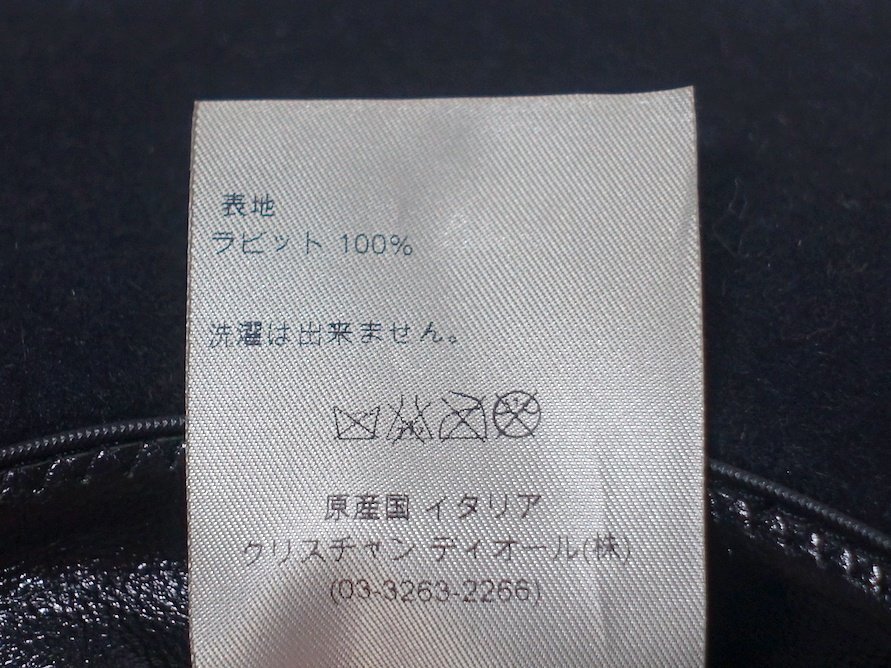 表地
ラビット 100%
洗濯は出来ません。
原産国 イタリア
クリスチャン ディオール(株)
(03-3263-2266)